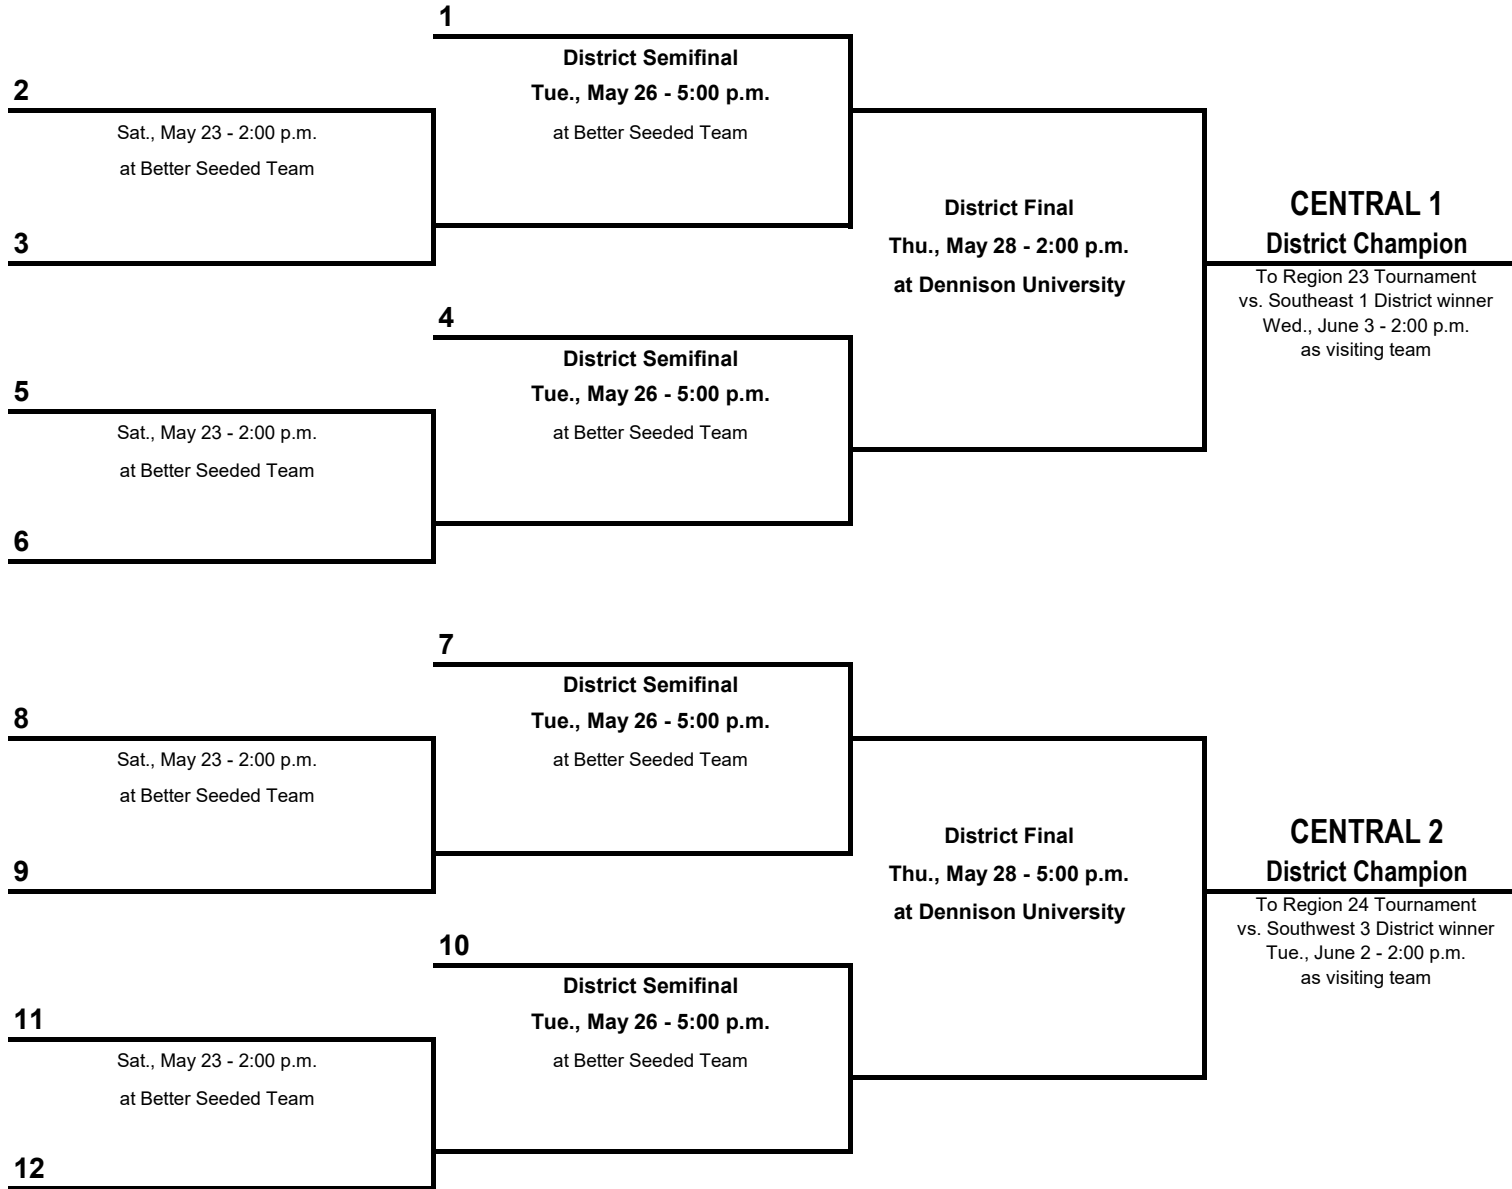 1
District Semifinal
2
Tue., May 26 - 5:00 p.m.
Sat., May 23 - 2:00 p.m.
at Better Seeded Team
at Better Seeded Team
District Final
CENTRAL 1
3
Thu., May 28 - 2:00 p.m.
District Champion
at Dennison University
To Region 23 Tournament
vs. Southeast 1 District winner
4
Wed., June 3 - 2:00 p.m.
as visiting team
District Semifinal
5
Tue., May 26 - 5:00 p.m.
Sat., May 23 - 2:00 p.m.
at Better Seeded Team
at Better Seeded Team
6
7
District Semifinal
8
Tue., May 26 - 5:00 p.m.
Sat., May 23 - 2:00 p.m.
at Better Seeded Team
at Better Seeded Team
District Final
CENTRAL 2
9
Thu., May 28 - 5:00 p.m.
District Champion
at Dennison University
To Region 24 Tournament
vs. Southwest 3 District winner
10
Tue., June 2 - 2:00 p.m.
as visiting team
District Semifinal
11
Tue., May 26 - 5:00 p.m.
Sat., May 23 - 2:00 p.m.
at Better Seeded Team
at Better Seeded Team
12